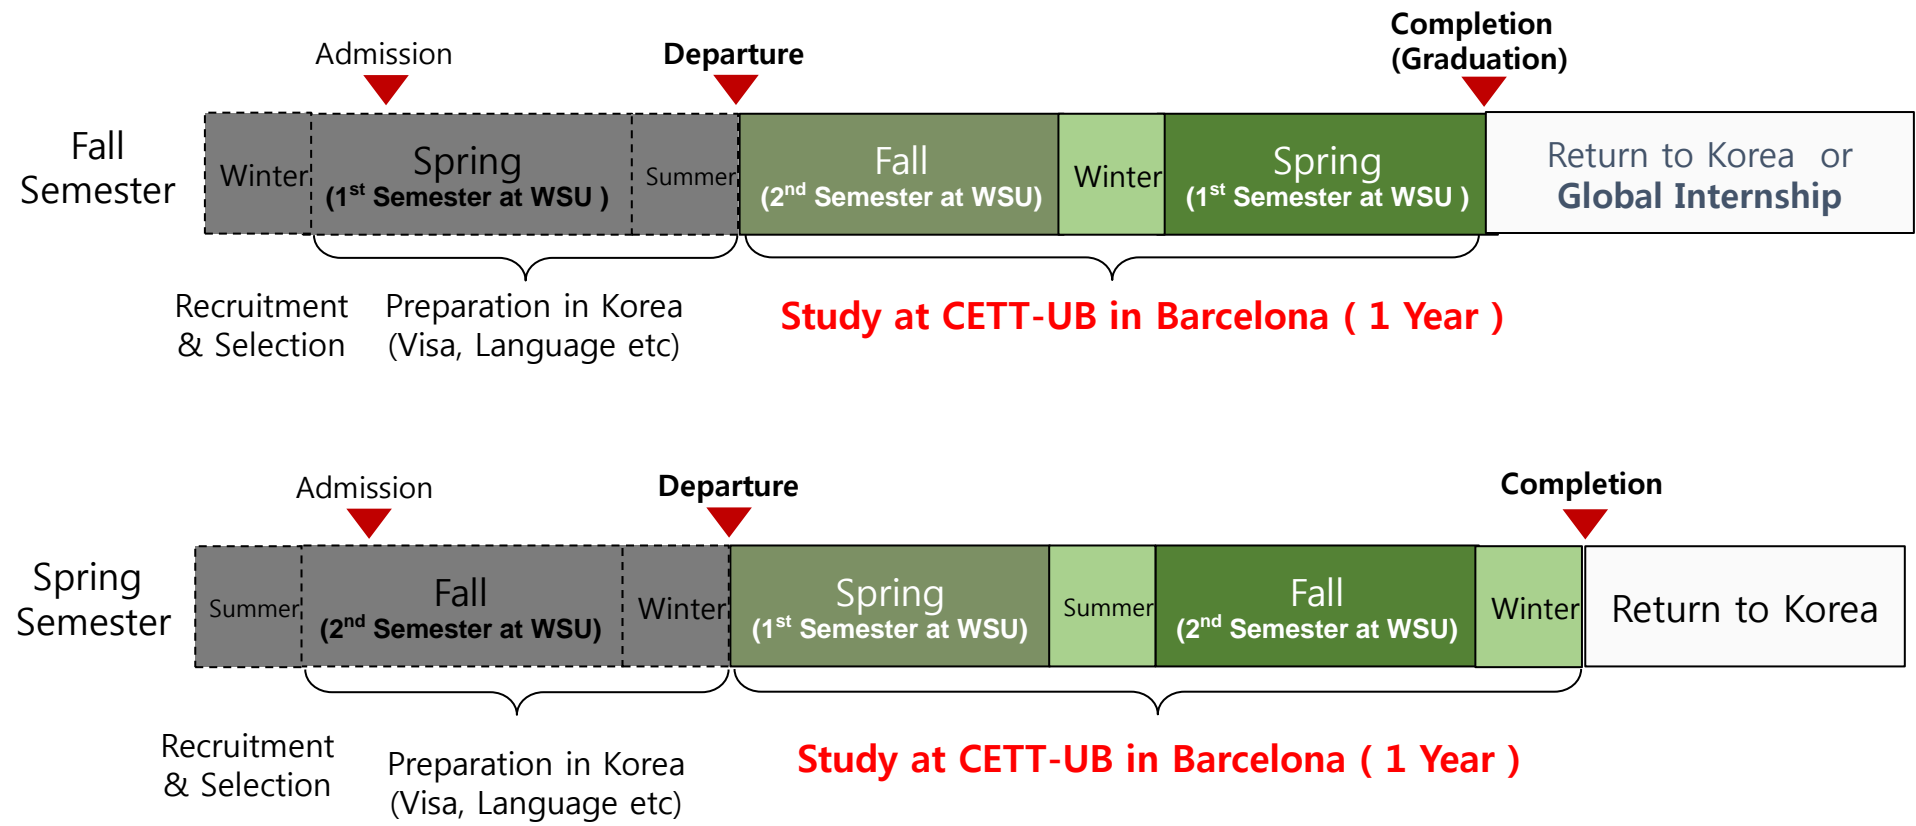 Completion
(Graduation)
Admission
Departure
Fall
Semester
Winter
Spring
(1st Semester at WSU )
Summer
Fall
(2nd Semester at WSU)
Winter
Spring
(1st Semester at WSU )
Return to Korea or
Global Internship
Recruitment
& Selection
Preparation in Korea
(Visa, Language etc)
Study at CETT-UB in Barcelona ( 1 Year )
Admission
Departure
Completion
Spring
Semester
Summer
Fall
(2nd Semester at WSU)
Winter
Spring
(1st Semester at WSU)
Summer
Fall
(2nd Semester at WSU)
Winter
Return to Korea
Recruitment
& Selection
Preparation in Korea
(Visa, Language etc)
Study at CETT-UB in Barcelona ( 1 Year )